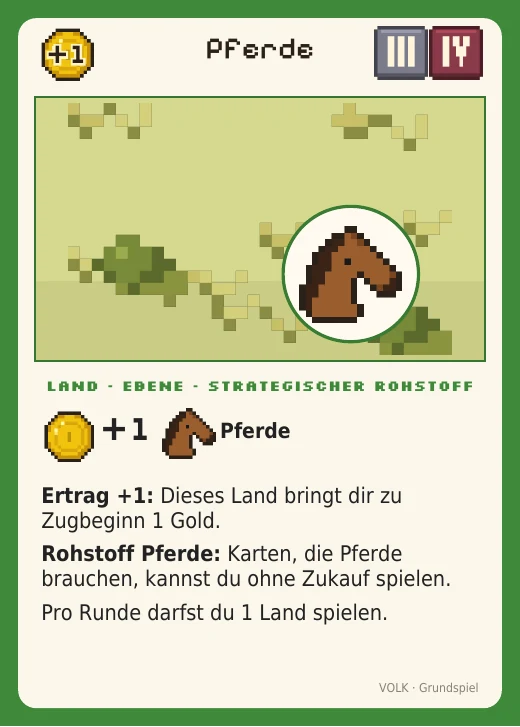 +1 Pferde III IV
LAND · EBENE · STRATEGISCHER ROHSTOFF
+1 Pferde
Ertrag +1: Dieses Land bringt dir zu
Zugbeginn 1 Gold.
Rohstoff Pferde: Karten, die Pferde
brauchen, kannst du ohne Zukauf spielen.
Pro Runde darfst du 1 Land spielen.
VOLK · Grundspiel